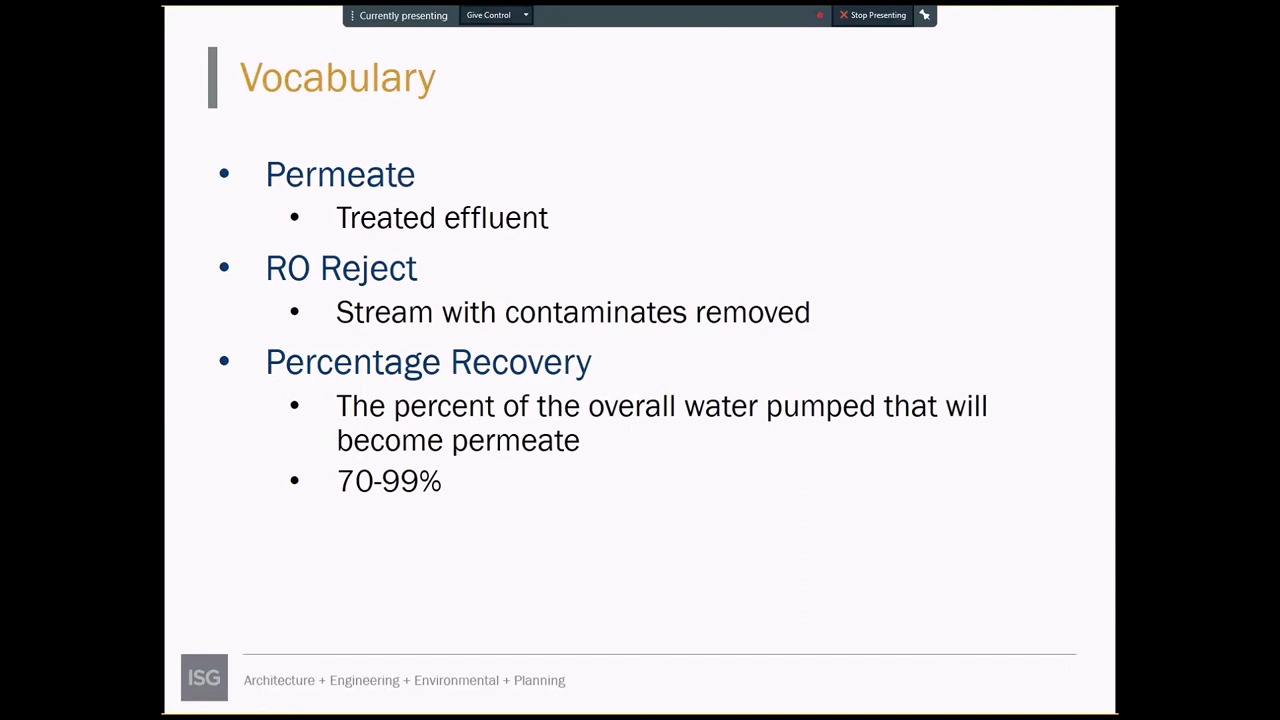 Currently presenting Give Control Stop Presenting
Vocabulary
• Permeate
• Treated effluent
• RO Reject
• Stream with contaminates removed
• Percentage Recovery
• The percent of the overall water pumped that will
become permeate
• 70-99%
ISG Architecture + Engineering + Environmental + Planning